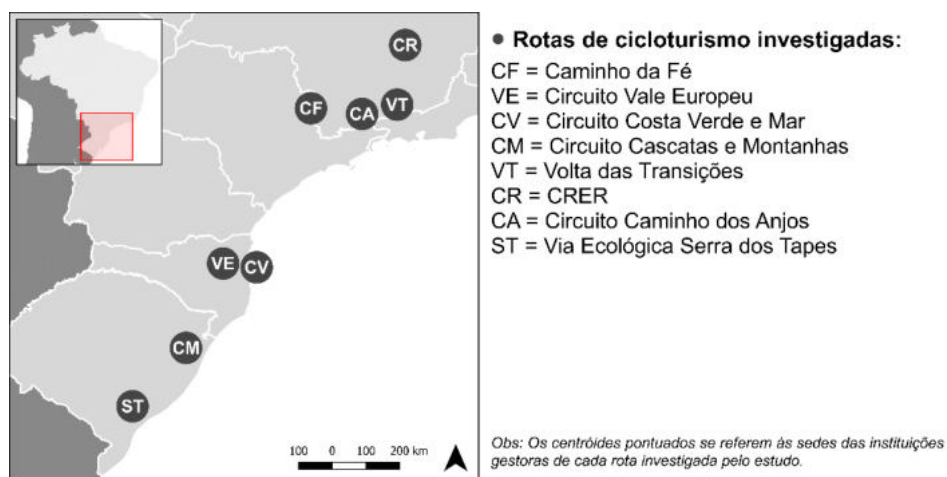 CR
CF
CA
VT
VE
CV
CM
ST
100 0 100 200 km
• Rotas de cicloturismo investigadas:
CF = Caminho da Fé
VE = Circuito Vale Europeu
CV = Circuito Costa Verde e Mar
CM = Circuito Cascatas e Montanhas
VT = Volta das Transições
CR = CRER
CA = Circuito Caminho dos Anjos
ST = Via Ecológica Serra dos Tapes
Obs: Os centróides pontuados se referem às sedes das instituições
gestoras de cada rota investigada pelo estudo.